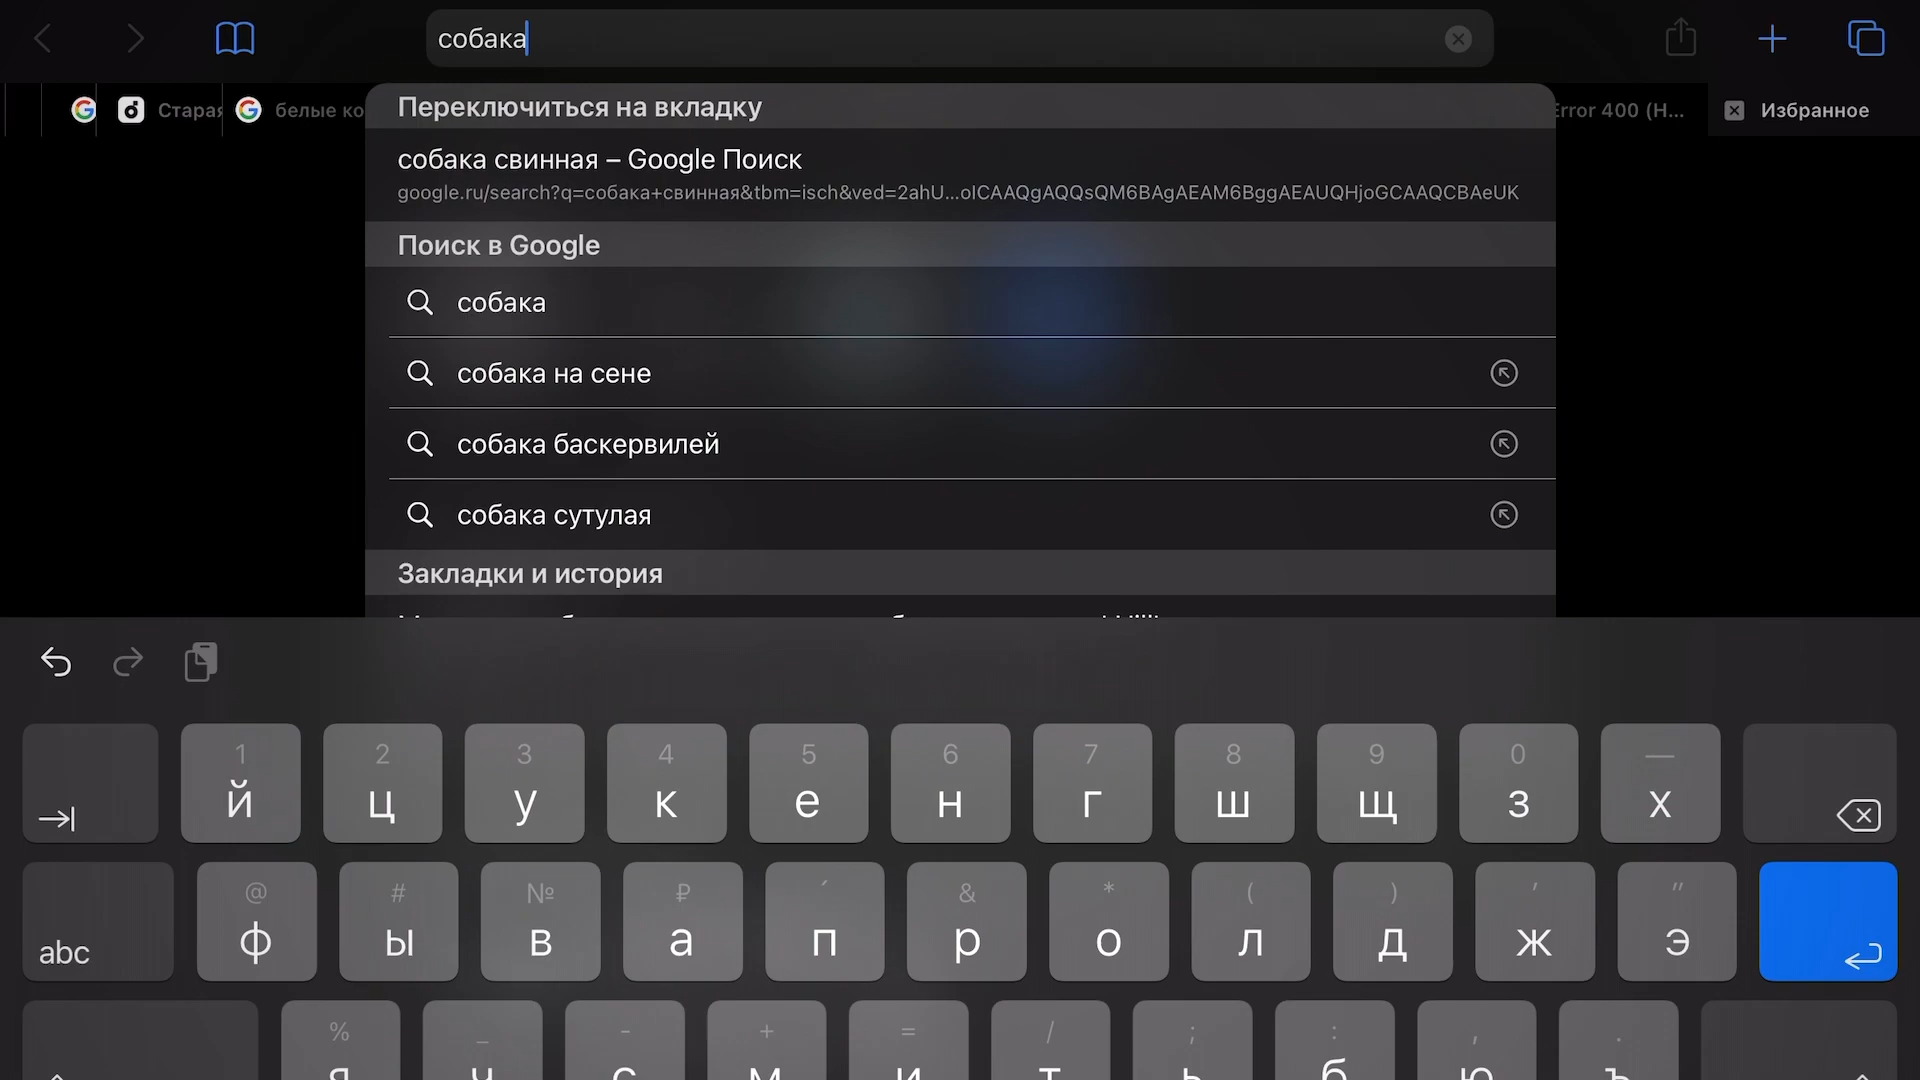 собака
Старая
белые ко
Error 400 (Н...
Избранное
Переключиться на вкладку
собака свинная – Google Поиск
google.ru/search?q=собака+свинная&tbm=isch&ved=2ahU...oICAAQgAQQsQM6BAgAEAM6BggAEAUQHjoGCAAQCBAeUK
Поиск в Google
собака
собака на сене
собака баскервилей
собака сутулая
Закладки и история
1 2 3 4 5 6 7 8 9 0 —
й ц у к е н г ш щ з х
@ # № ₽ ´ & * ( ) ' "
abc ф ы в а п р о л д ж э
% _ - + = / ; : , .
я ч с м и т ь б ю ъ